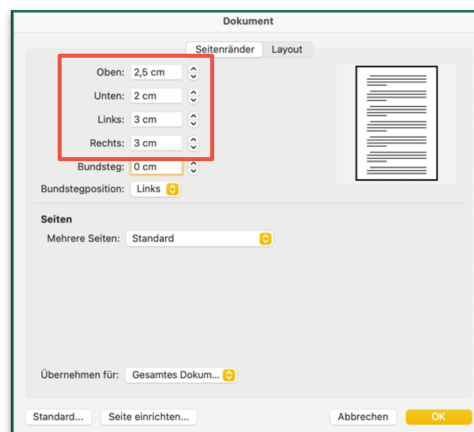 Dokument
Seitenränder Layout
Oben: 2,5 cm
Unten: 2 cm
Links: 3 cm
Rechts: 3 cm
Bundsteg: 0 cm
Bundstegposition: Links
Seiten
Mehrere Seiten: Standard
Übernehmen für: Gesamtes Dokum...
Standard... Seite einrichten... Abbrechen OK